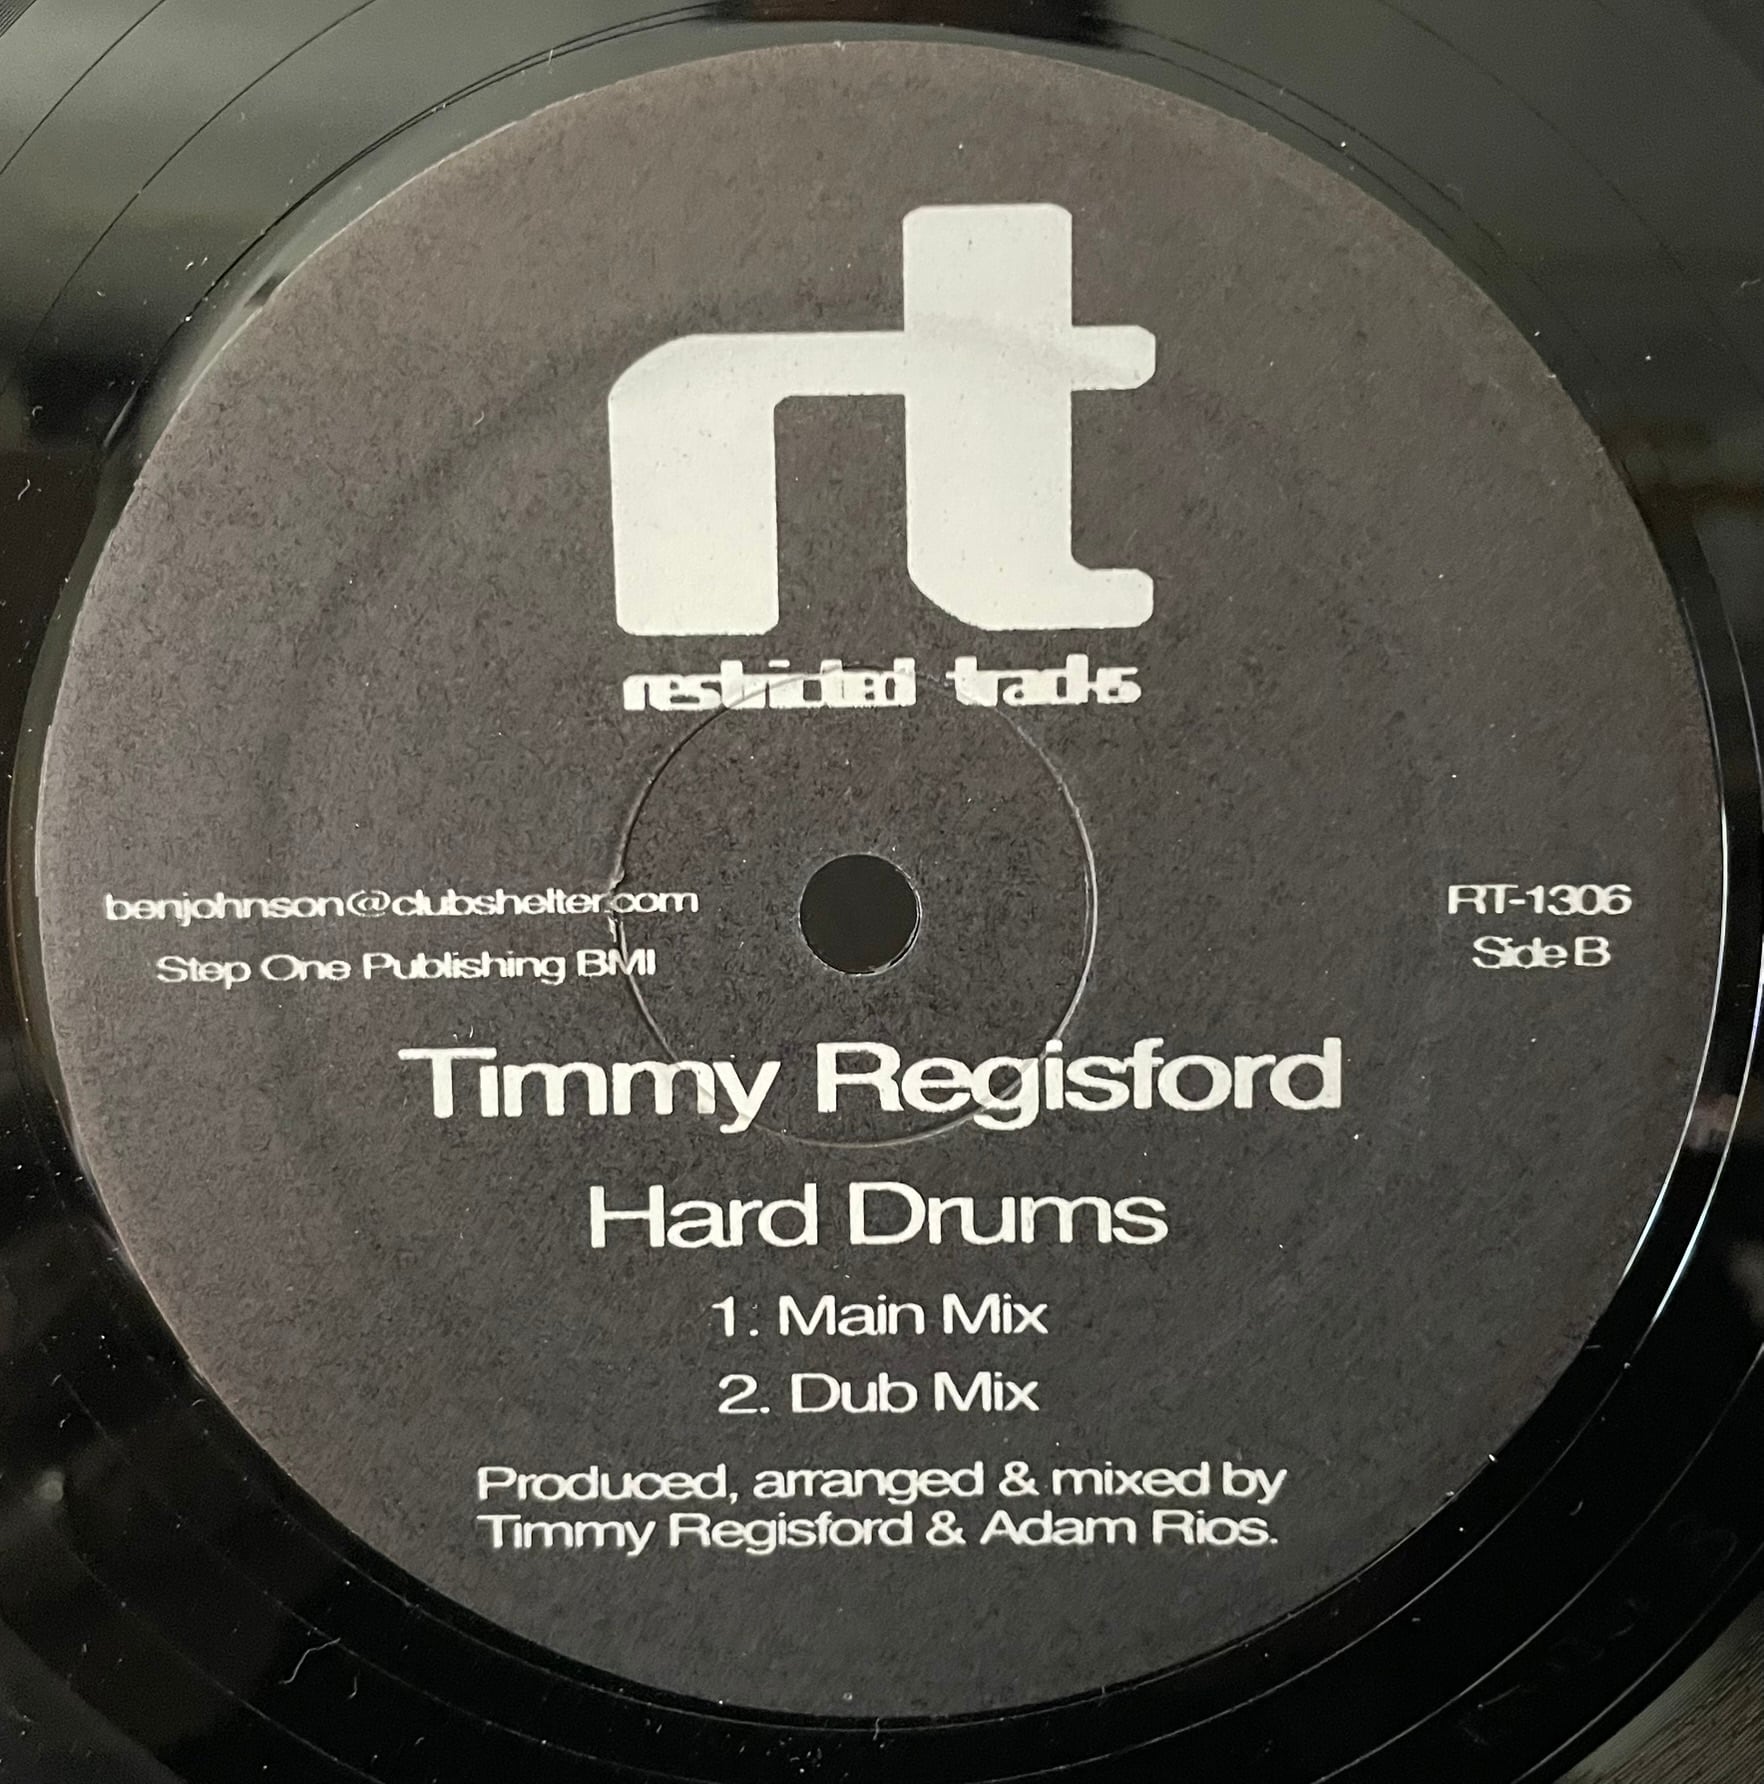 rt
restricted tracks
benjohnson@clubshelter.com
Step One Publishing BMI
RT-1306
Side B
Timmy Regisford
Hard Drums
1. Main Mix
2. Dub Mix
Produced, arranged & mixed by
Timmy Regisford & Adam Rios.